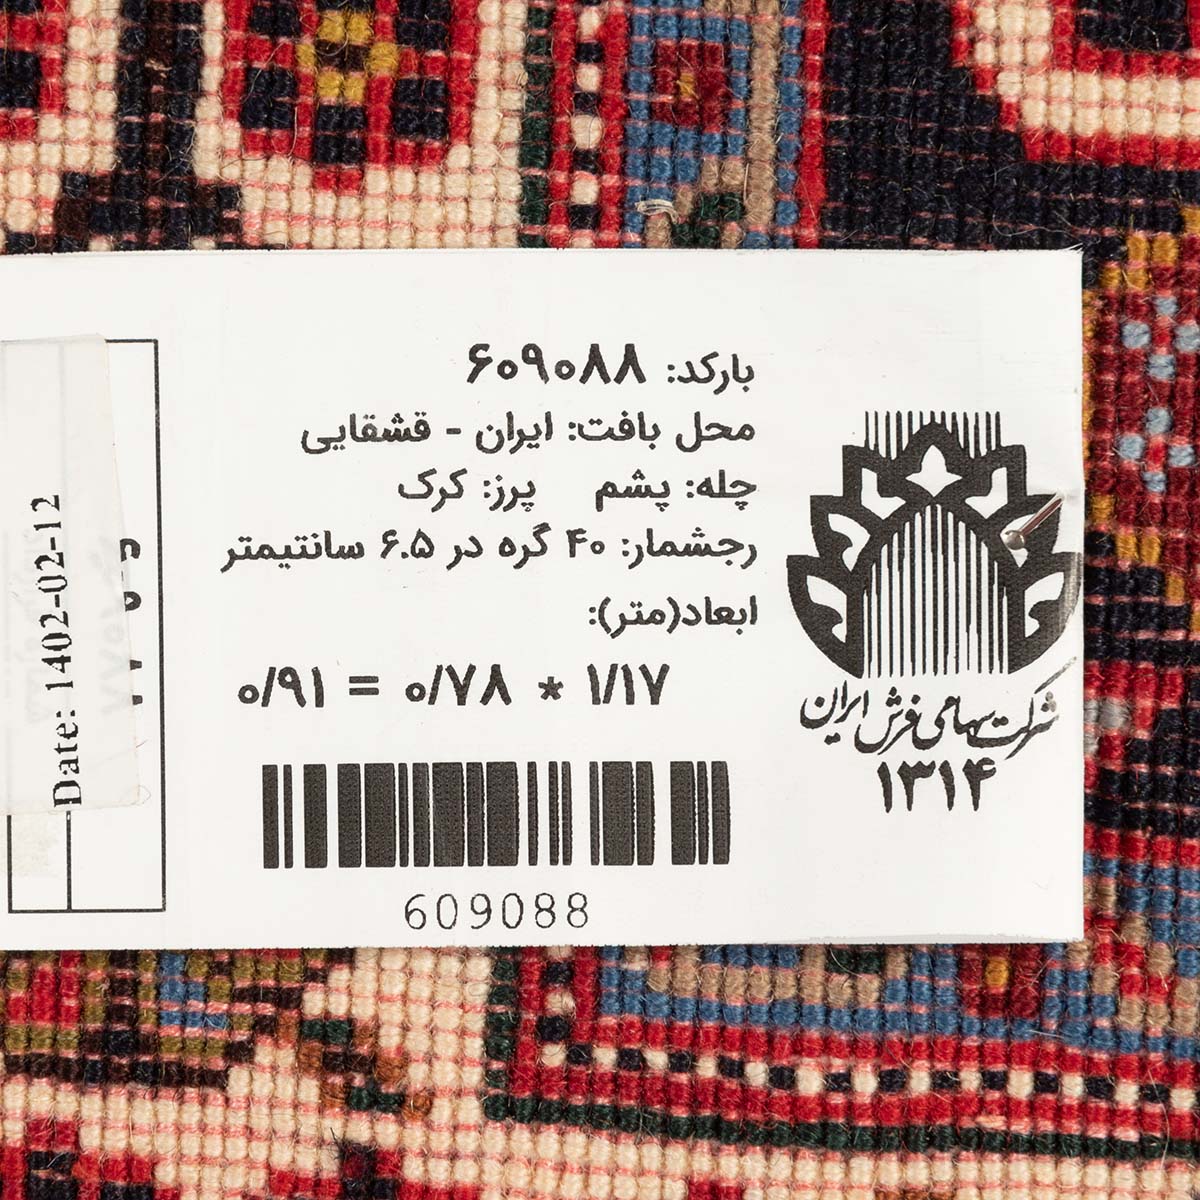 بارکد: ۶۰۹۰۸۸
محل بافت: ایران - قشقایی
چله: پشم    پرز: کرک
رجشمار: ۴۰ گره در ۶.۵ سانتیمتر
ابعاد(متر):
۰/۹۱ = ۰/۷۸ * ۱/۱۷
609088
شرکت سهامی فرش ایران
۱۳۱۴
Date: 1402-02-12